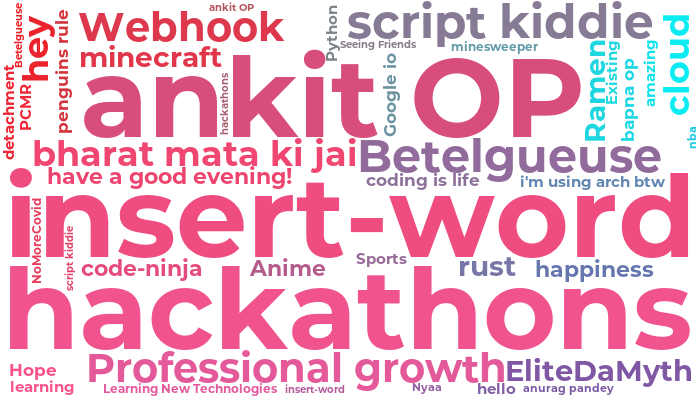 ankit OP
Betelgueuse
hey
penguins rule
Webhook
Python
script kiddie
Seeing Friends
minesweeper
cloud
minecraft
detachment
PCMR
ankit OP
hackathons
Google io
Ramen
Existing
bapna op
amazing
nba
bharat mata ki jai
Betelgueuse
have a good evening!
coding is life
i'm using arch btw
insert-word
NoMoreCovid
script kiddie
code-ninja
Anime
Sports
rust
happiness
hackathons
Professional growth
EliteDaMyth
Hope
learning
Learning New Technologies
insert-word
Nyaa
hello
anurag pandey